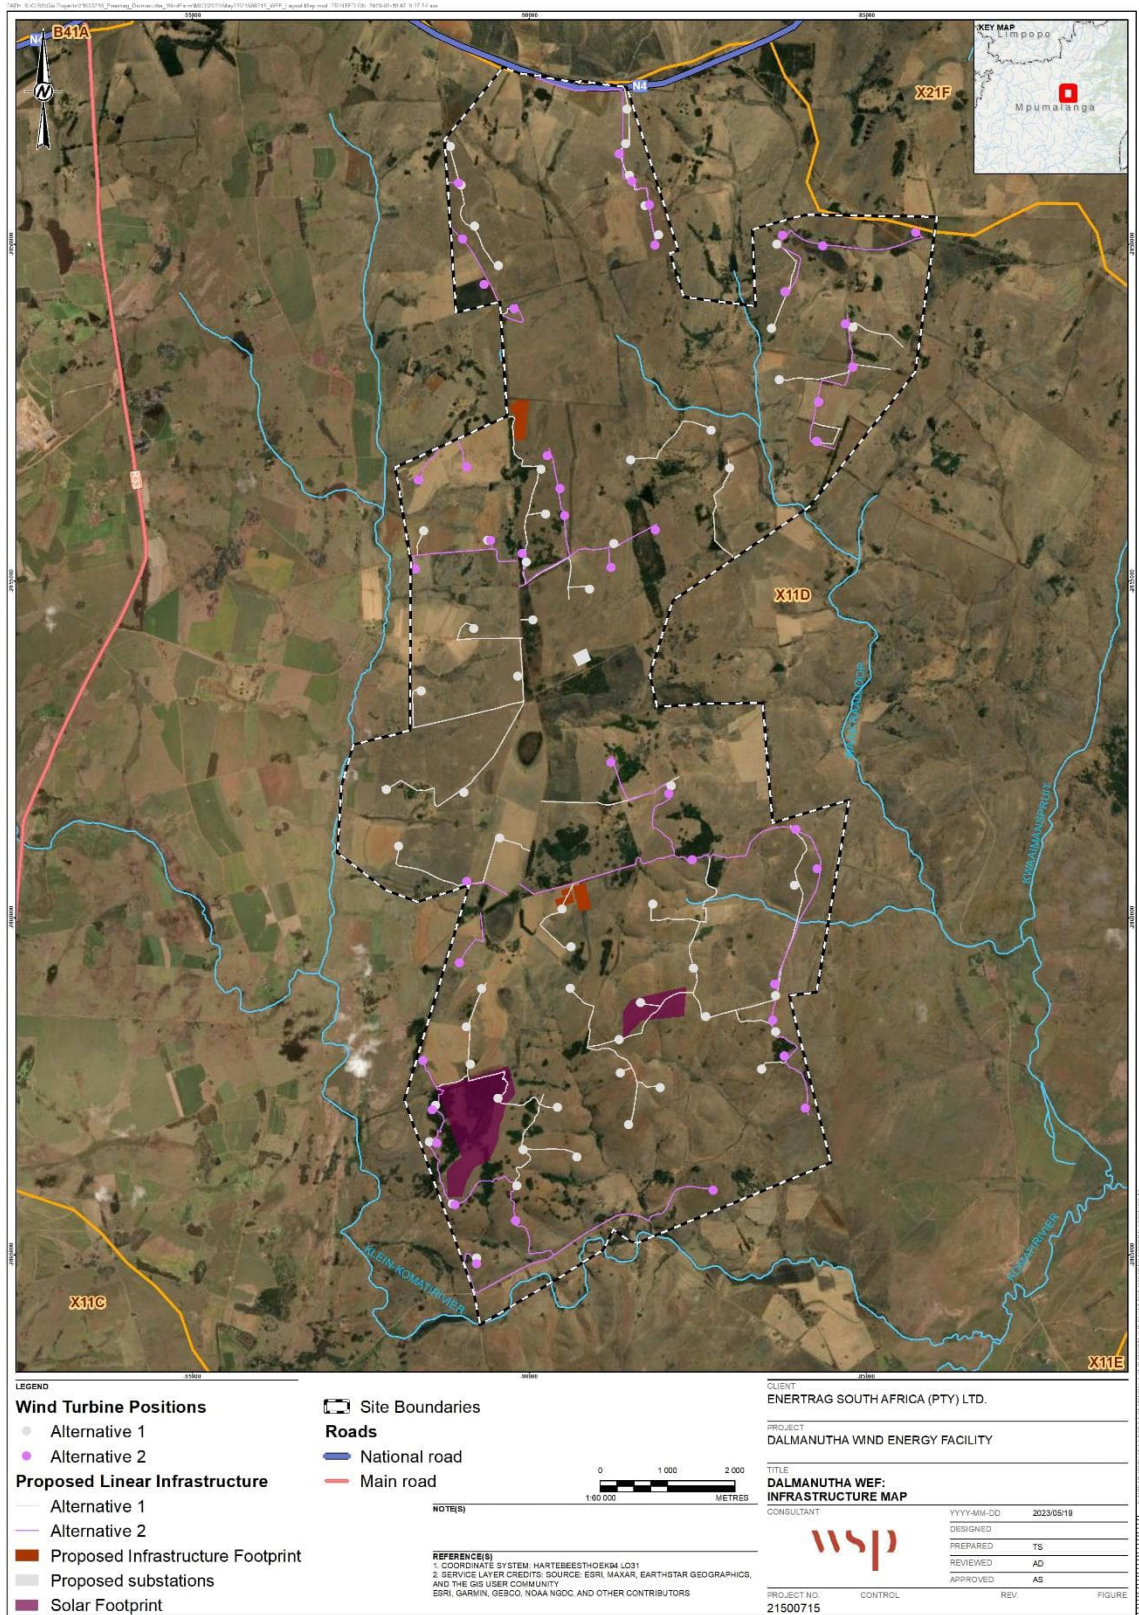 B41A
N4
N
N4
X21F
KEY MAP
Limpopo
Mpumalanga
R33
X11D
KWAAIMANSPRUIT
KLEIN-KOMATIRIVIER
KOMATIRIVIER
X11C
X11E
LEGEND
Wind Turbine Positions
Alternative 1
Alternative 2
Proposed Linear Infrastructure
Alternative 1
Alternative 2
Proposed Infrastructure Footprint
Proposed substations
Solar Footprint
Site Boundaries
Roads
National road
Main road
0 1 000 2 000
1:60 000 METRES
NOTE(S)
REFERENCE(S)
1. COORDINATE SYSTEM: HARTEBEESTHOEK94 LO31
2. SERVICE LAYER CREDITS: SOURCE: ESRI, MAXAR, EARTHSTAR GEOGRAPHICS,
AND THE GIS USER COMMUNITY
ESRI, GARMIN, GEBCO, NOAA NGDC, AND OTHER CONTRIBUTORS
CLIENT
ENERTRAG SOUTH AFRICA (PTY) LTD.
PROJECT
DALMANUTHA WIND ENERGY FACILITY
TITLE
DALMANUTHA WEF:
INFRASTRUCTURE MAP
CONSULTANT
wsp
YYYY-MM-DD 2023/05/19
DESIGNED
PREPARED TS
REVIEWED AD
APPROVED AS
PROJECT NO. CONTROL REV. FIGURE
21500715